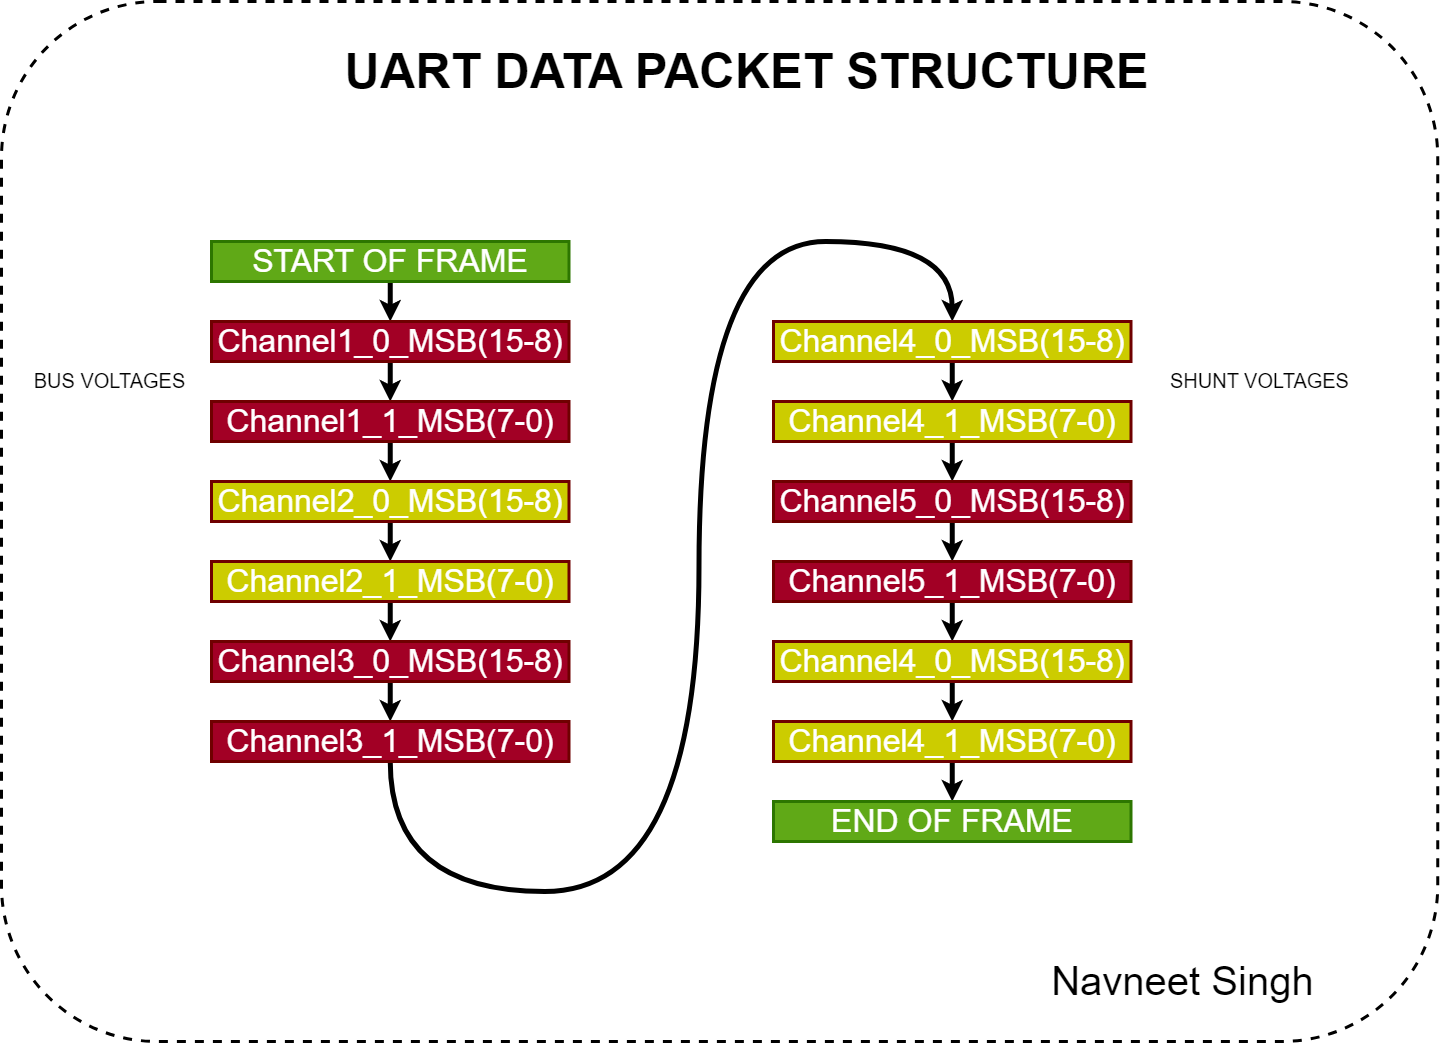 UART DATA PACKET STRUCTURE
START OF FRAME
Channel1_0_MSB(15-8)
BUS VOLTAGES
Channel1_1_MSB(7-0)
Channel2_0_MSB(15-8)
Channel2_1_MSB(7-0)
Channel3_0_MSB(15-8)
Channel3_1_MSB(7-0)
Channel4_0_MSB(15-8)
SHUNT VOLTAGES
Channel4_1_MSB(7-0)
Channel5_0_MSB(15-8)
Channel5_1_MSB(7-0)
Channel4_0_MSB(15-8)
Channel4_1_MSB(7-0)
END OF FRAME
Navneet Singh